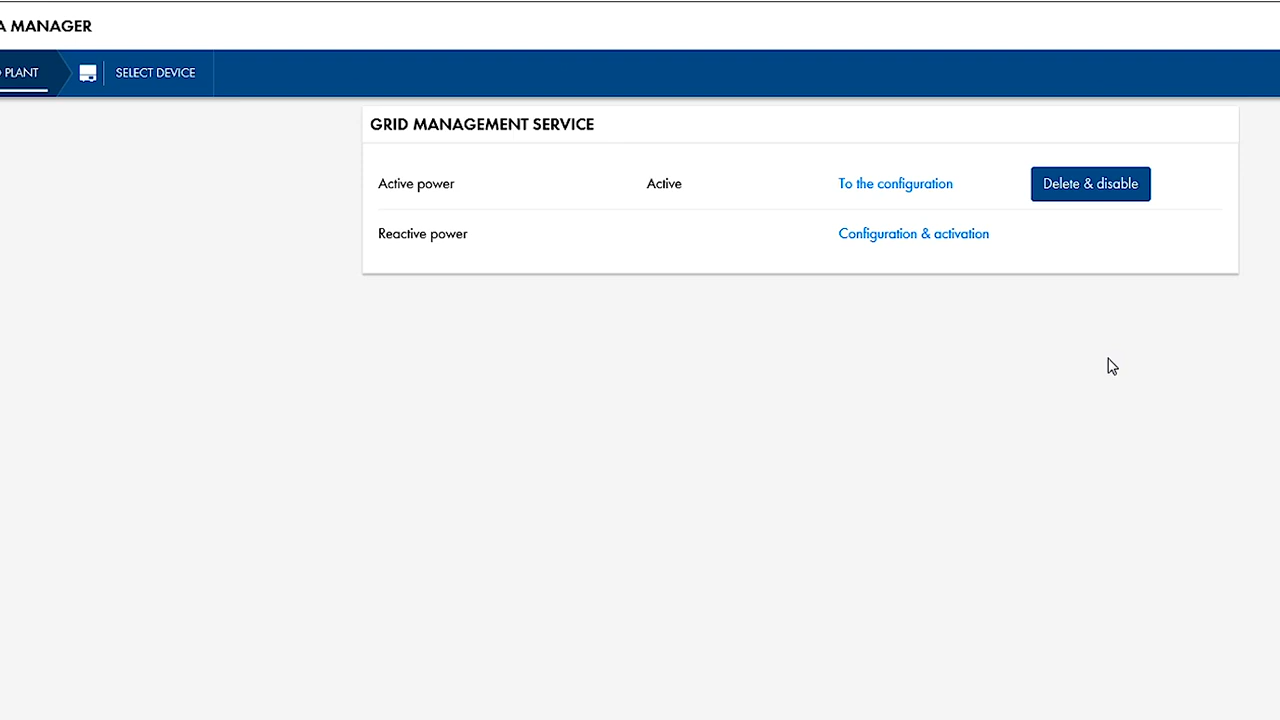 A MANAGER
PLANT
SELECT DEVICE
GRID MANAGEMENT SERVICE
Active power Active To the configuration Delete & disable
Reactive power Configuration & activation